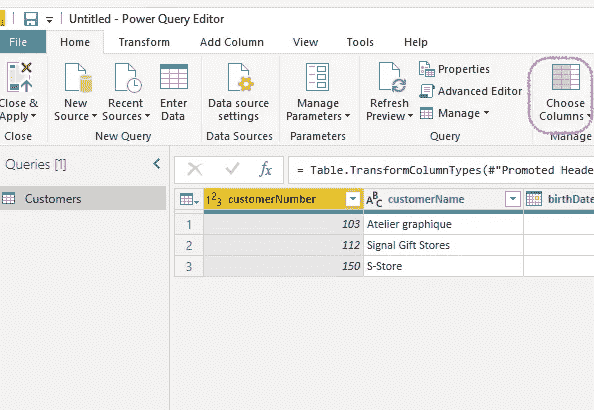 Untitled - Power Query Editor
File Home Transform Add Column View Tools Help
Close & Apply New Source Recent Sources Enter Data Data source settings Manage Parameters Refresh Preview Properties Advanced Editor Manage Choose Columns
Close New Query Data Sources Parameters Query Manage
Queries [1] fx = Table.TransformColumnTypes(#"Promoted Heade
Customers 1 2 3 customerNumber A B C customerName birthDate
1 103 Atelier graphique
2 112 Signal Gift Stores
3 150 S-Store